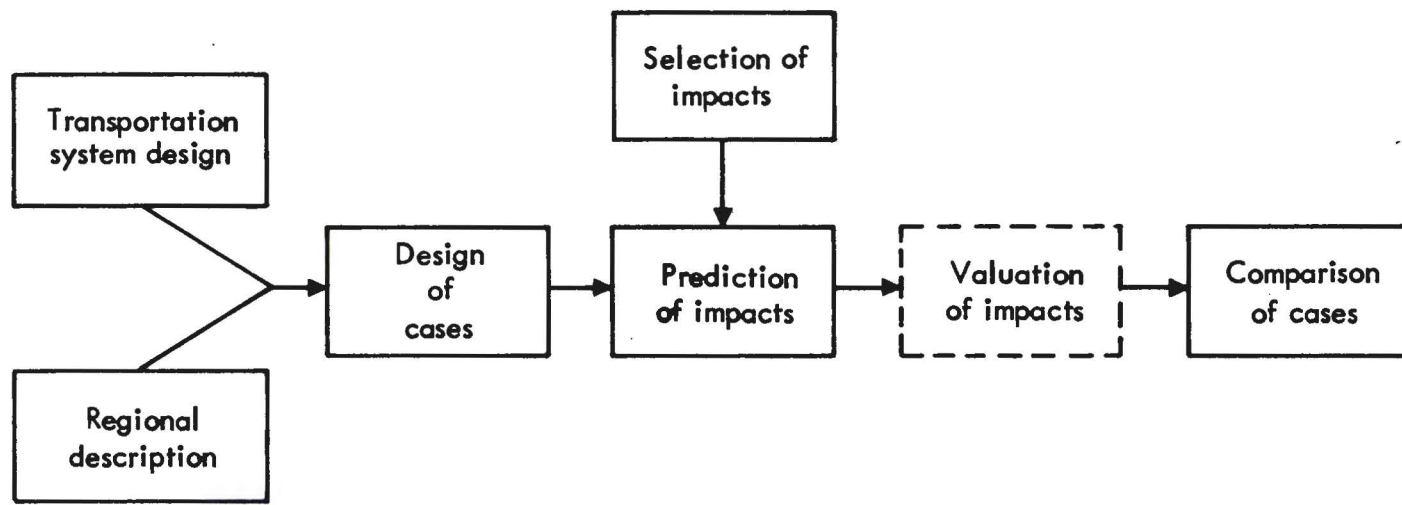 Selection of
impacts
Transportation
system design
Design
of
cases
Prediction
of impacts
Valuation
of impacts
Comparison
of cases
Regional
description